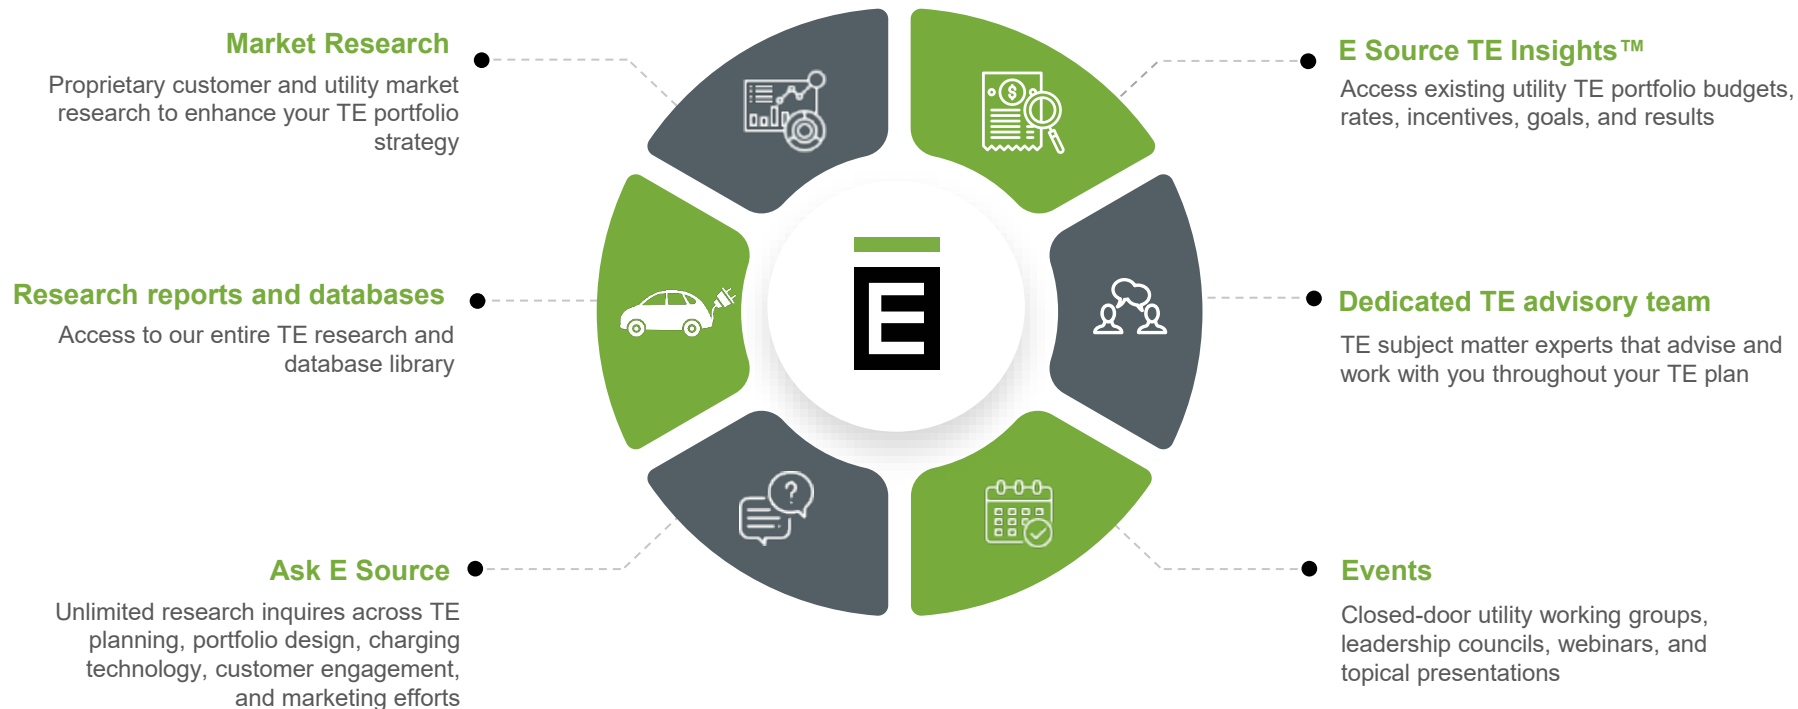 Market Research
Proprietary customer and utility market
research to enhance your TE portfolio
strategy
Research reports and databases
Access to our entire TE research and
database library
Ask E Source
Unlimited research inquires across TE
planning, portfolio design, charging
technology, customer engagement,
and marketing efforts
$
?
E
E Source TE Insights™
Access existing utility TE portfolio budgets,
rates, incentives, goals, and results
Dedicated TE advisory team
TE subject matter experts that advise and
work with you throughout your TE plan
Events
Closed-door utility working groups,
leadership councils, webinars, and
topical presentations